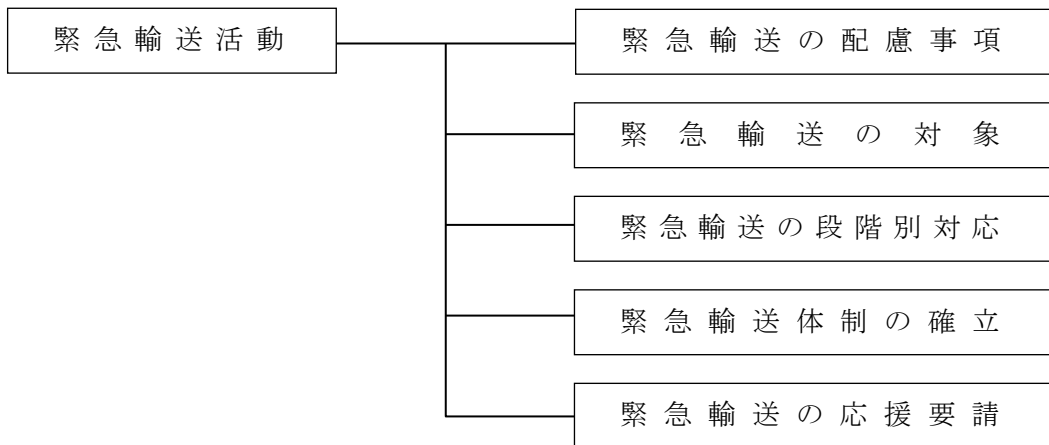 緊急輸送活動
緊急輸送の配慮事項
緊急輸送の対象
緊急輸送の段階別対応
緊急輸送体制の確立
緊急輸送の応援要請